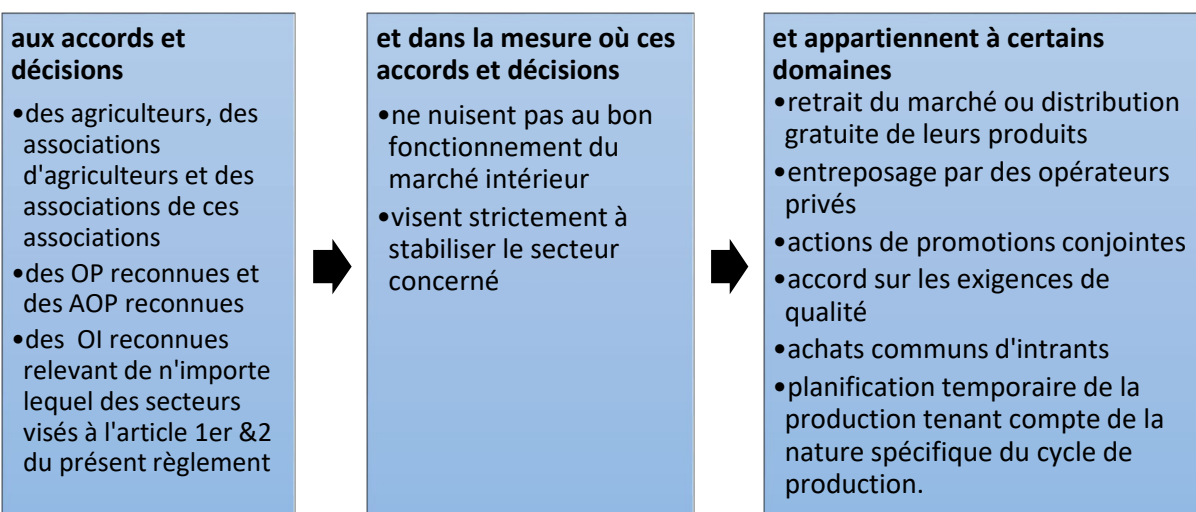 aux accords et
décisions
•des agriculteurs, des
associations
d'agriculteurs et des
associations de ces
associations
•des OP reconnues et
des AOP reconnues
•des  OI reconnues
relevant de n'importe
lequel des secteurs
visés à l'article 1er &2
du présent règlement
et dans la mesure où ces
accords et décisions
•ne nuisent pas au bon
fonctionnement du
marché intérieur
•visent strictement à
stabiliser le secteur
concerné
et appartiennent à certains
domaines
•retrait du marché ou distribution
gratuite de leurs produits
•entreposage par des opérateurs
privés
•actions de promotions conjointes
•accord sur les exigences de
qualité
•achats communs d'intrants
•planification temporaire de la
production tenant compte de la
nature spécifique du cycle de
production.